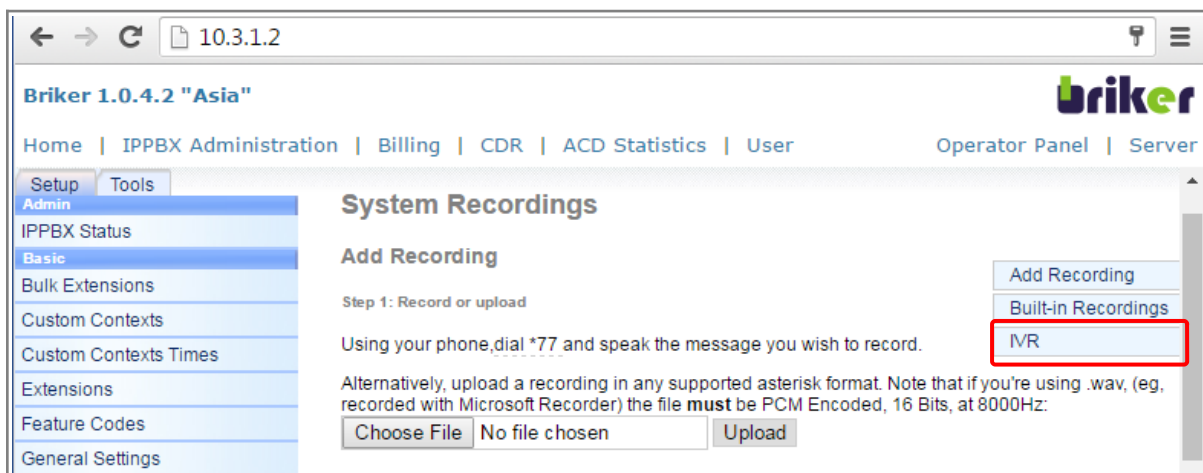 10.3.1.2
Briker 1.0.4.2 "Asia"
briker
Home | IPPBX Administration | Billing | CDR | ACD Statistics | User
Operator Panel | Server
Setup Tools
Admin
IPPBX Status
Basic
Bulk Extensions
Custom Contexts
Custom Contexts Times
Extensions
Feature Codes
General Settings
System Recordings
Add Recording
Step 1: Record or upload
Using your phone,dial *77 and speak the message you wish to record.
Alternatively, upload a recording in any supported asterisk format. Note that if you're using .wav, (eg,
recorded with Microsoft Recorder) the file must be PCM Encoded, 16 Bits, at 8000Hz:
Choose File No file chosen Upload
Add Recording
Built-in Recordings
IVR